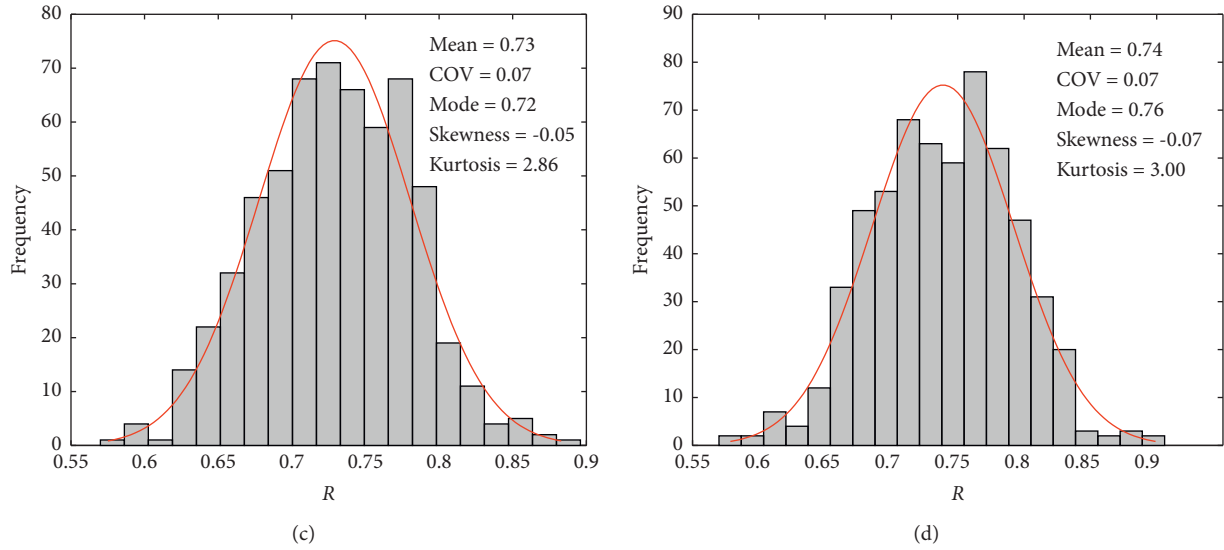 80
70
60
50
40
30
20
10
0
Frequency
Mean = 0.73
COV = 0.07
Mode = 0.72
Skewness = -0.05
Kurtosis = 2.86
0.55 0.6 0.65 0.7 0.75 0.8 0.85 0.9
R
(c)
90
80
70
60
50
40
30
20
10
0
Frequency
Mean = 0.74
COV = 0.07
Mode = 0.76
Skewness = -0.07
Kurtosis = 3.00
0.55 0.6 0.65 0.7 0.75 0.8 0.85 0.9
R
(d)